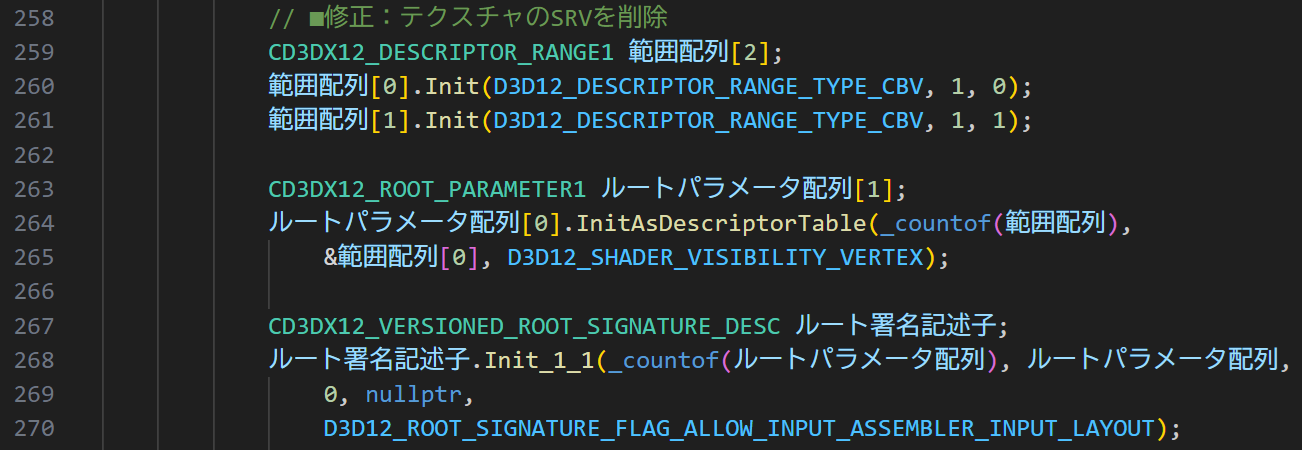 258 // ■修正：テクスチャのSRVを削除
259 CD3DX12_DESCRIPTOR_RANGE1 範囲配列[2];
260 範囲配列[0].Init(D3D12_DESCRIPTOR_RANGE_TYPE_CBV, 1, 0);
261 範囲配列[1].Init(D3D12_DESCRIPTOR_RANGE_TYPE_CBV, 1, 1);
262
263 CD3DX12_ROOT_PARAMETER1 ルートパラメータ配列[1];
264 ルートパラメータ配列[0].InitAsDescriptorTable(_countof(範囲配列),
265 &範囲配列[0], D3D12_SHADER_VISIBILITY_VERTEX);
266
267 CD3DX12_VERSIONED_ROOT_SIGNATURE_DESC ルート署名記述子;
268 ルート署名記述子.Init_1_1(_countof(ルートパラメータ配列), ルートパラメータ配列,
269 0, nullptr,
270 D3D12_ROOT_SIGNATURE_FLAG_ALLOW_INPUT_ASSEMBLER_INPUT_LAYOUT);